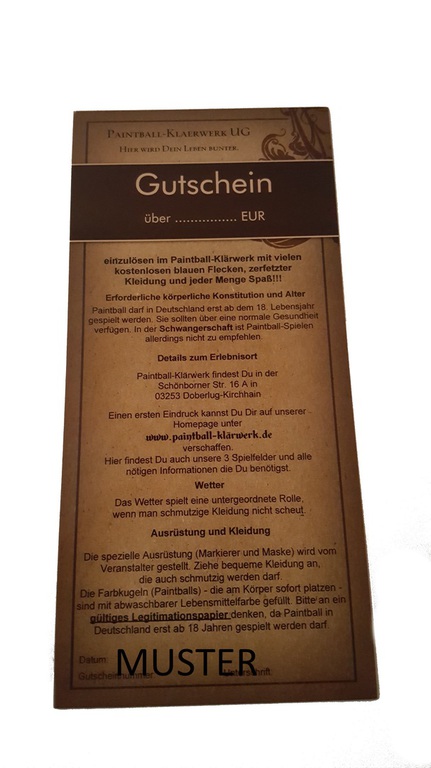 PAINTBALL-KLAERWERK UG
HIER WIRD DEIN LEBEN BUNTER.
Gutschein
über ................ EUR
einzulösen im Paintball-Klärwerk mit vielen
kostenlosen blauen Flecken, zerfetzter
Kleidung und jeder Menge Spaß!!!
Erforderliche körperliche Konstitution und Alter
Paintball darf in Deutschland erst ab dem 18. Lebensjahr
gespielt werden. Sie sollten über eine normale Gesundheit
verfügen. In der Schwangerschaft ist Paintball-Spielen
allerdings nicht zu empfehlen.
Details zum Erlebnisort
Paintball-Klärwerk findest Du in der
Schönborner Str. 16 A in
03253 Doberlug-Kirchhain
Einen ersten Eindruck kannst Du Dir auf unserer
Homepage unter
www.paintball-klärwerk.de
verschaffen.
Hier findest Du auch unsere 3 Spielfelder und alle
nötigen Informationen die Du benötigst.
Wetter
Das Wetter spielt eine untergeordnete Rolle,
wenn man schmutzige Kleidung nicht scheut.
Ausrüstung und Kleidung
Die spezielle Ausrüstung (Markierer und Maske) wird vom
Veranstalter gestellt. Ziehe bequeme Kleidung an,
die auch schmutzig werden darf.
Die Farbkugeln (Paintballs) - die am Körper sofort platzen -
sind mit abwaschbarer Lebensmittelfarbe gefüllt. Bitte an ein
gültiges Legitimationspapier denken, da Paintball in
Deutschland erst ab 18 Jahren gespielt werden darf.
Datum:
MUSTER
Gutscheinnummer: Unterschrift: